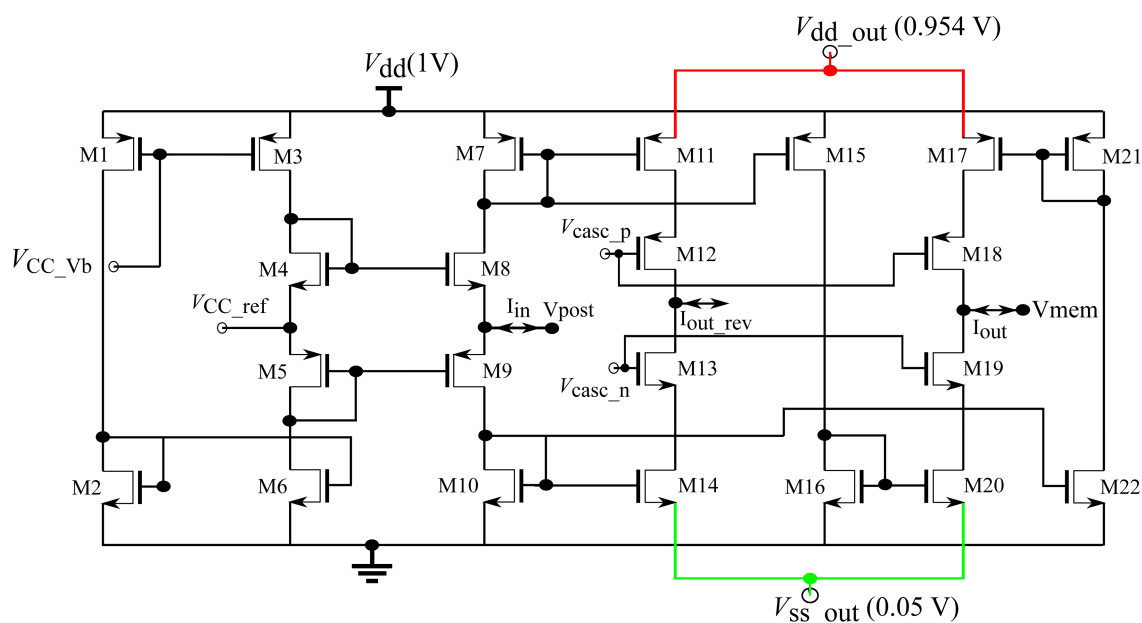 Vdd_out (0.954 V)
Vdd(1V)
M1
M3
M7
M11
M15
M17
M21
Vcasc_p
VCC_Vb
M4
M8
M12
M18
VCC_ref
Iin Vpost
Iout_rev
Iout
Vmem
M5
M9
M13
M19
Vcasc_n
M2
M6
M10
M14
M16
M20
M22
Vss_out (0.05 V)